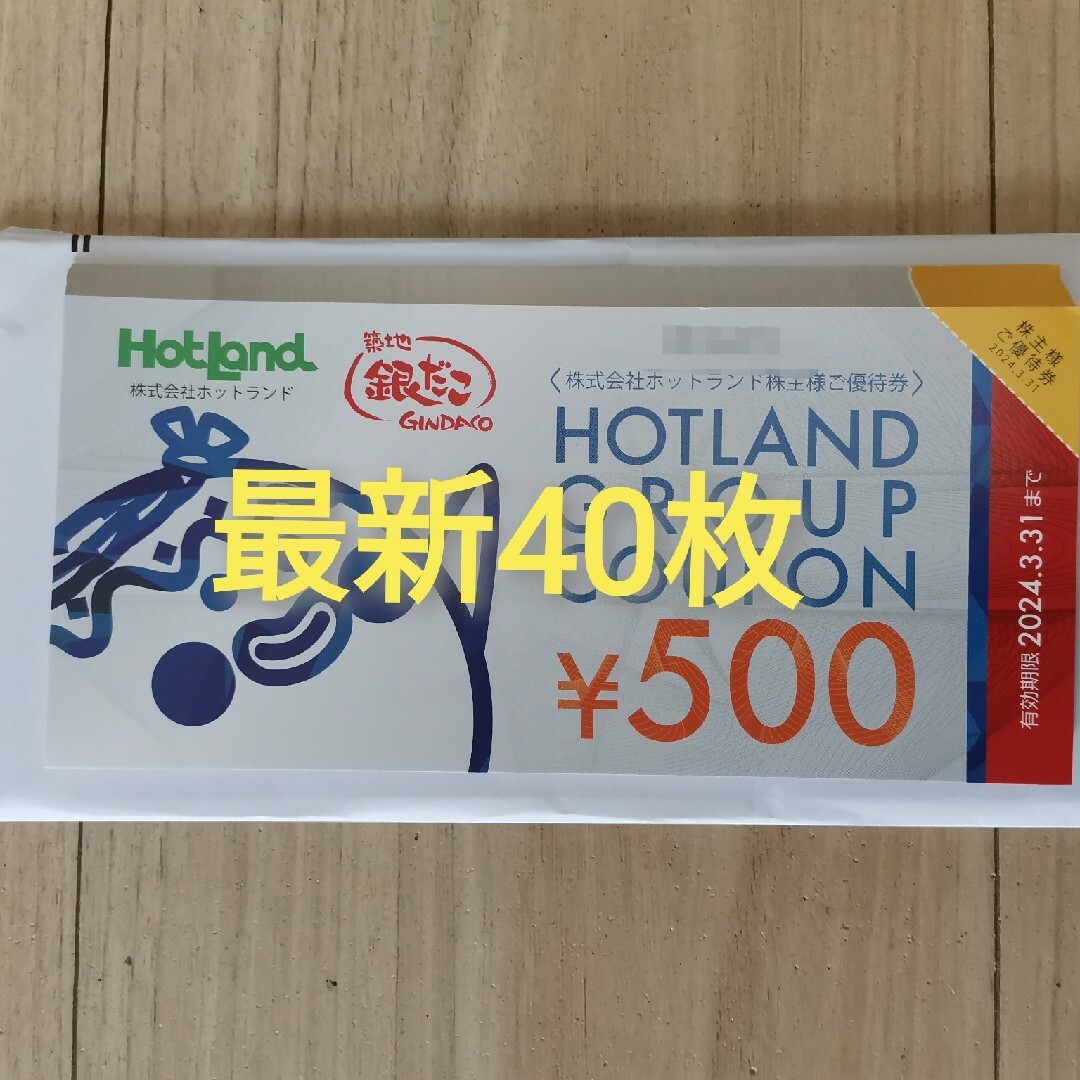 HotLand
株式会社ホットランド
築地
銀だこ
GINDACO
〈株式会社ホットランド株主様ご優待券〉
HOTLAND
GROUP
COUPON
¥500
最新40枚
株主様
ご優待券
2024.3.31
有効期限 2024.3.31まで